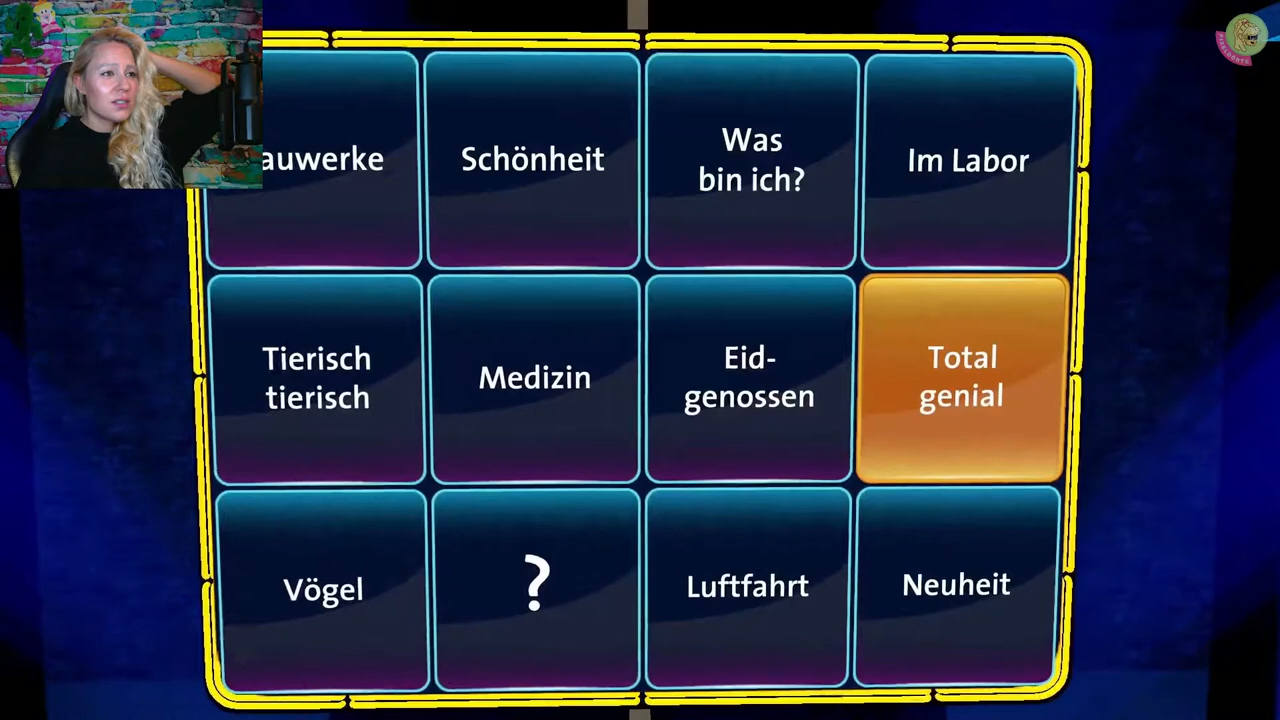 auwerke
Schönheit
Was
bin ich?
Im Labor
Tierisch
tierisch
Medizin
Eid-
genossen
Total
genial
Vögel
?
Luftfahrt
Neuheit